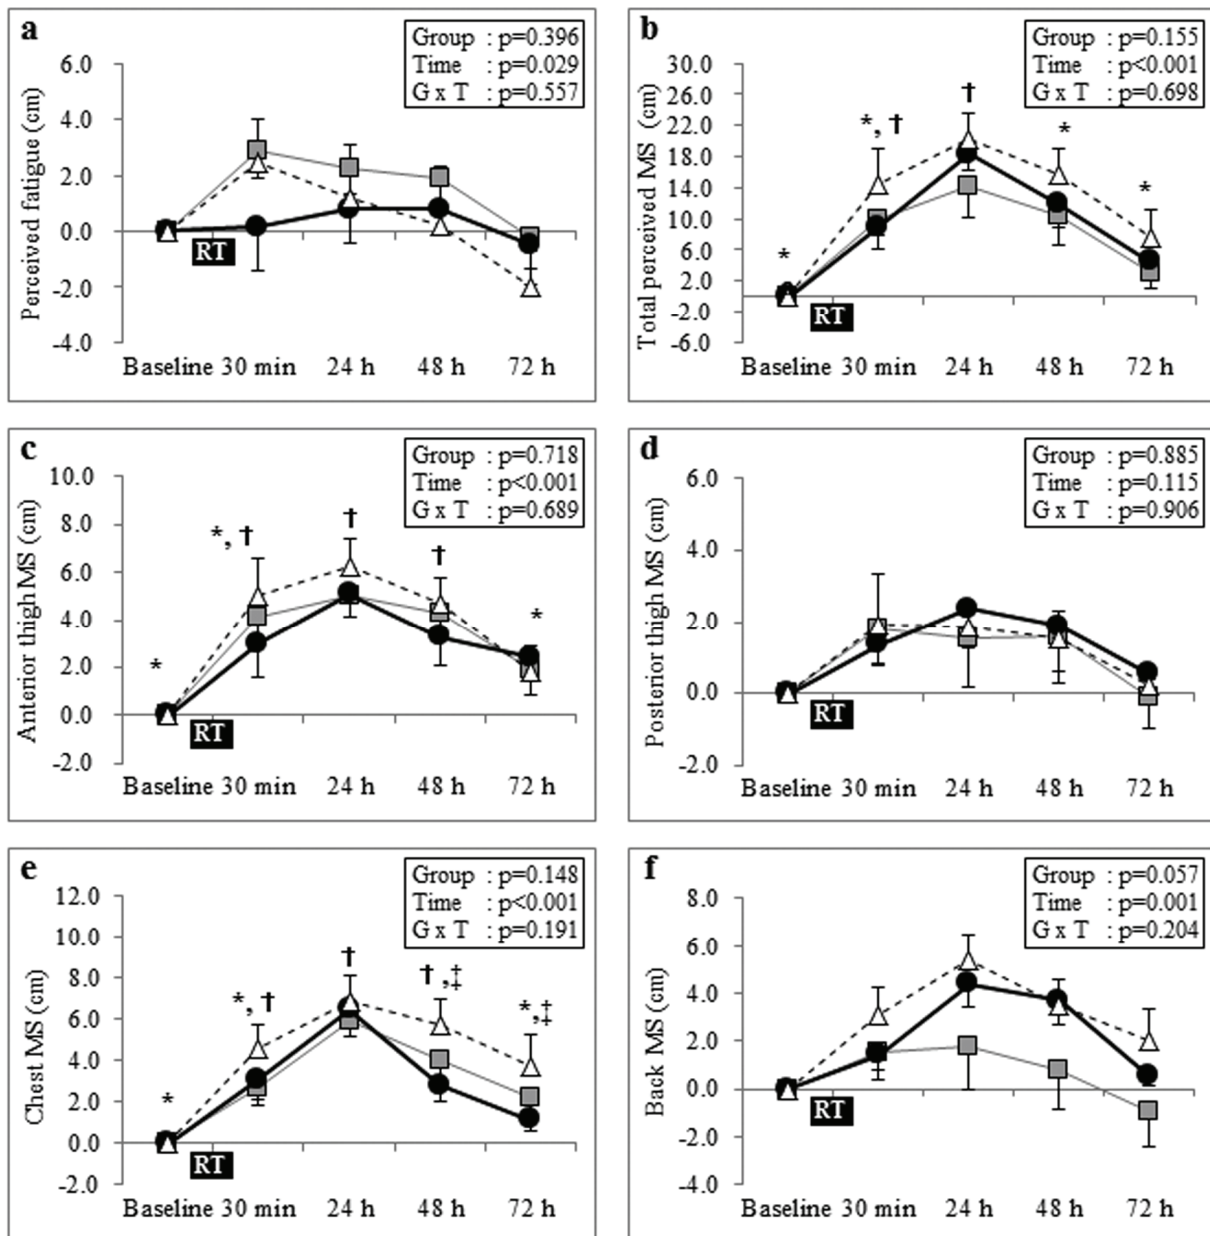 a
Group : p=0.396
Time : p=0.029
G x T : p=0.557
Perceived fatigue (cm)
6.0
4.0
2.0
0.0
-2.0
-4.0
RT
Baseline 30 min 24 h 48 h 72 h
b
Group : p=0.155
Time : p<0.001
G x T : p=0.698
Total perceived MS (cm)
30.0
26.0
22.0
18.0
14.0
10.0
6.0
2.0
-2.0
-6.0
*
*, †
†
*
*
RT
Baseline 30 min 24 h 48 h 72 h
c
Group : p=0.718
Time : p<0.001
G x T : p=0.689
Anterior thigh MS (cm)
10.0
8.0
6.0
4.0
2.0
0.0
-2.0
*
*, †
†
†
*
RT
Baseline 30 min 24 h 48 h 72 h
d
Group : p=0.885
Time : p=0.115
G x T : p=0.906
Posterior thigh MS (cm)
6.0
4.0
2.0
0.0
-2.0
RT
Baseline 30 min 24 h 48 h 72 h
e
Group : p=0.148
Time : p<0.001
G x T : p=0.191
Chest MS (cm)
12.0
10.0
8.0
6.0
4.0
2.0
0.0
-2.0
*
*, †
†
† ,‡
*,‡
RT
Baseline 30 min 24 h 48 h 72 h
f
Group : p=0.057
Time : p=0.001
G x T : p=0.204
Back MS (cm)
8.0
6.0
4.0
2.0
0.0
-2.0
-4.0
RT
Baseline 30 min 24 h 48 h 72 h